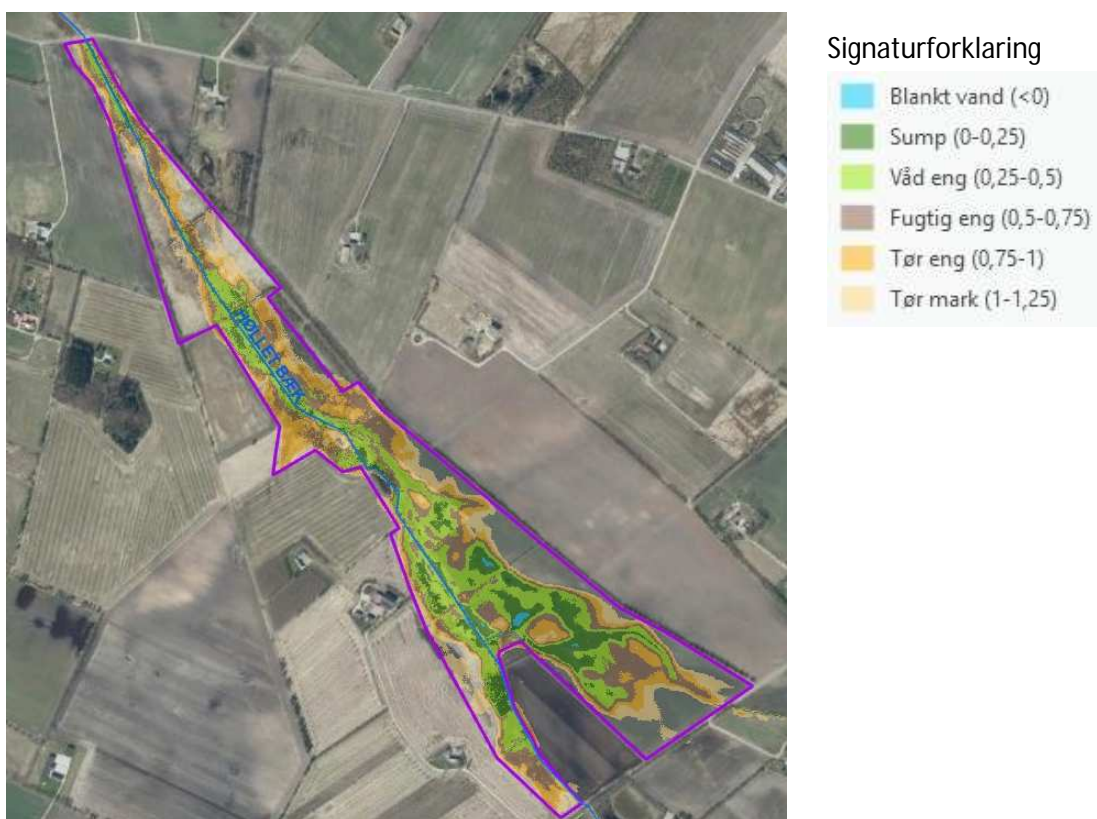 Signaturforklaring
Blankt vand (<0)
Sump (0-0,25)
Våd eng (0,25-0,5)
Fugtig eng (0,5-0,75)
Tør eng (0,75-1)
Tør mark (1-1,25)
BÆK